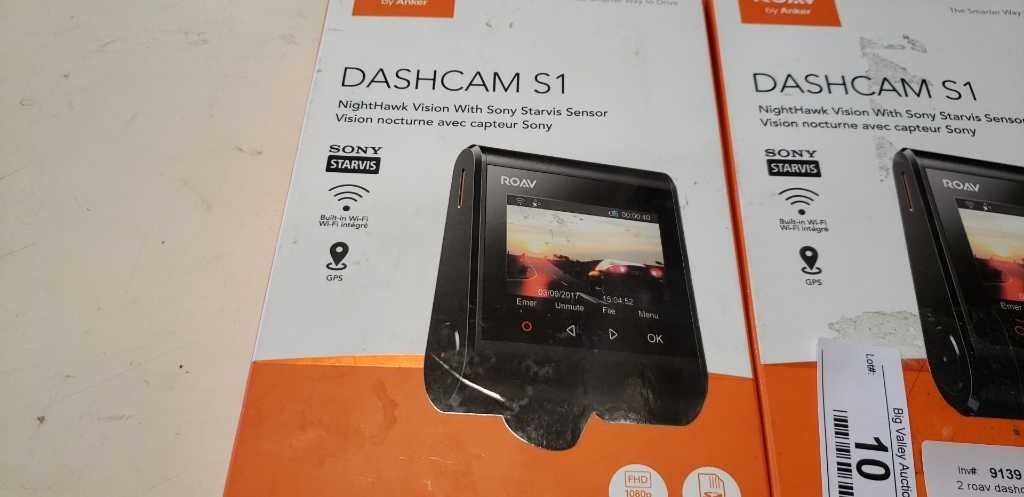 by Anker
DASHCAM S1
NightHawk Vision With Sony Starvis Sensor
Vision nocturne avec capteur Sony
SONY
STARVIS
Built-in Wi-Fi
Wi-Fi intégré
GPS
ROAV
00:00:40
03/09/2017 15:04:52
Emer Unmute File Menu
OK
FHD
1080p
ROAV
by Anker
The Smarter Way
DASHCAM S1
NightHawk Vision With Sony Starvis Sensor
Vision nocturne avec capteur Sony
SONY
STARVIS
Built-in Wi-Fi
Wi-Fi intégré
GPS
ROAV
Emer
Lot#:
10
Big Valley Aucti
Inv# 9139
2 roav dashc